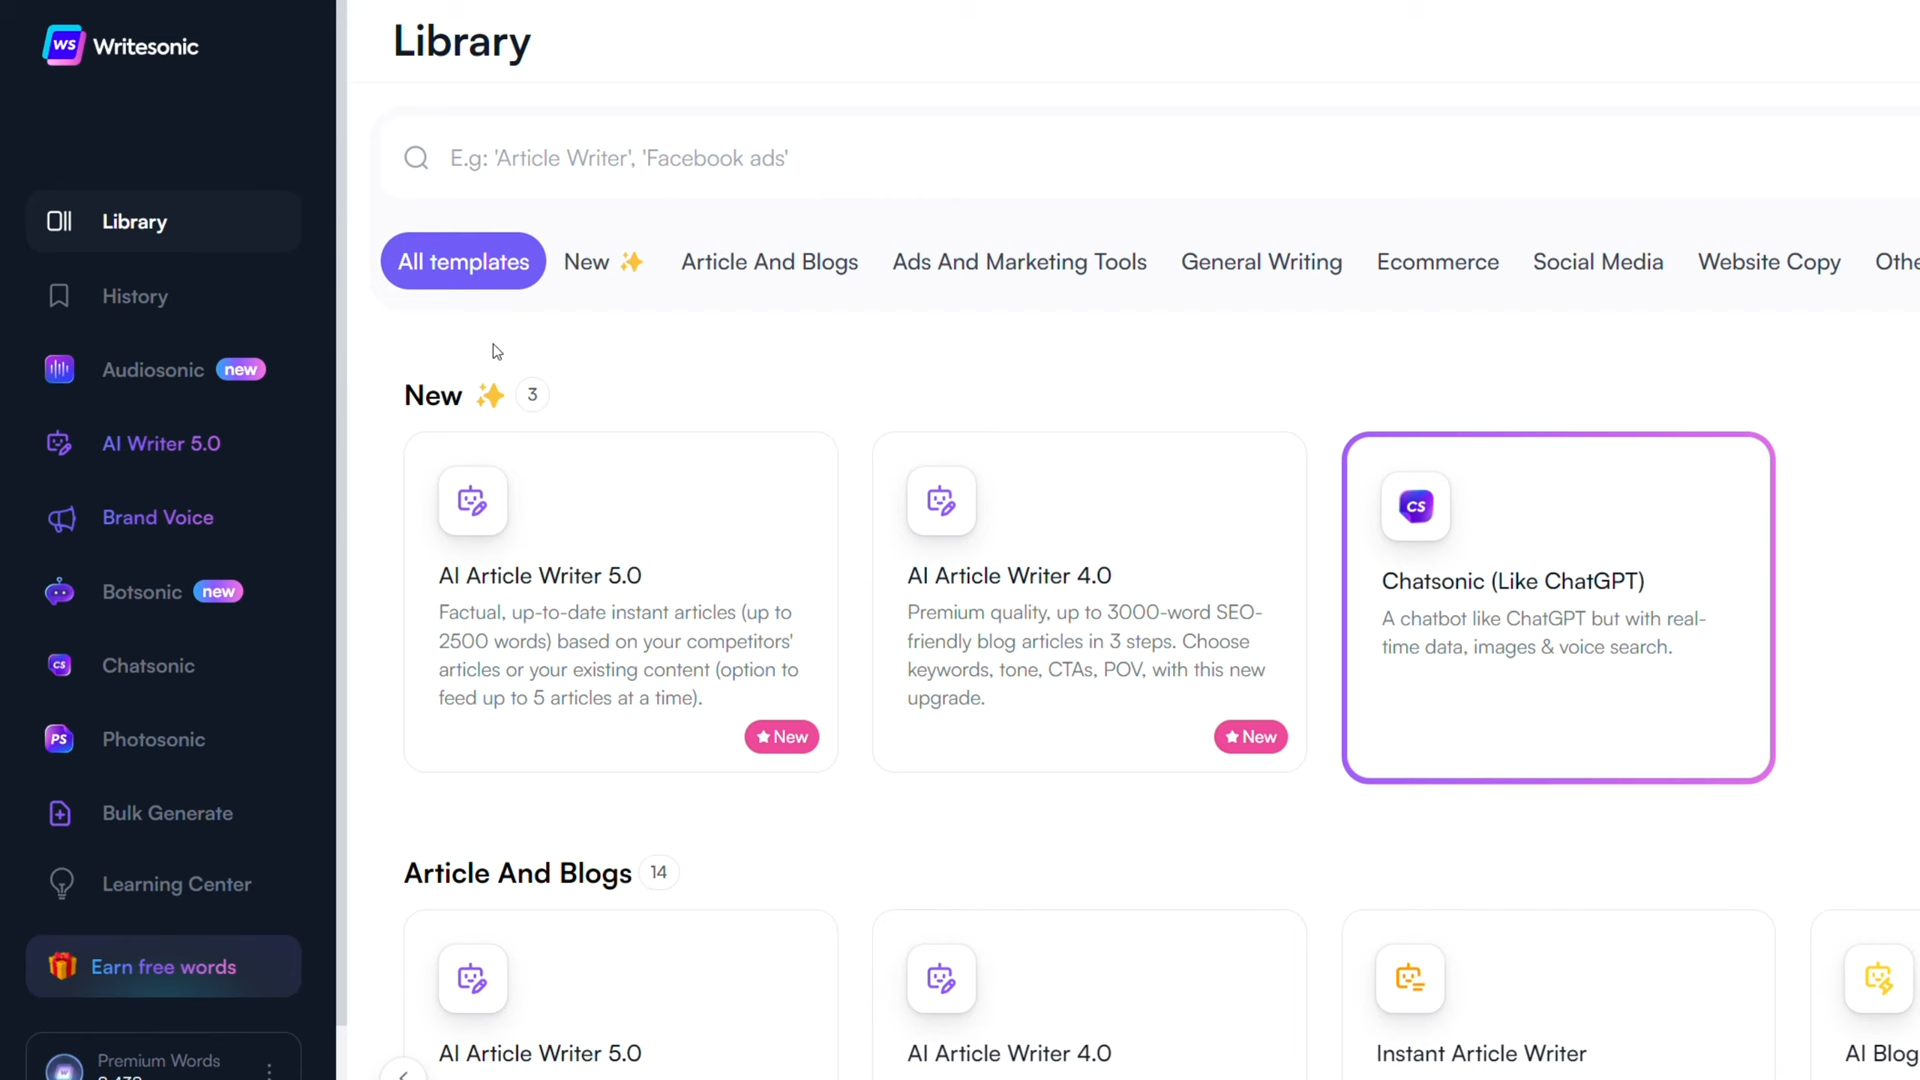 WS Writesonic
Library
E.g: 'Article Writer', 'Facebook ads'
Library
All templates
New
Article And Blogs
Ads And Marketing Tools
General Writing
Ecommerce
Social Media
Website Copy
History
Audiosonic new
New 3
AI Writer 5.0
Brand Voice
CS
AI Article Writer 5.0
Factual, up-to-date instant articles (up to
2500 words) based on your competitors'
articles or your existing content (option to
feed up to 5 articles at a time).
New
AI Article Writer 4.0
Premium quality, up to 3000-word SEO-
friendly blog articles in 3 steps. Choose
keywords, tone, CTAs, POV, with this new
upgrade.
New
Chatsonic (Like ChatGPT)
A chatbot like ChatGPT but with real-
time data, images & voice search.
Botsonic new
CS Chatsonic
PS Photosonic
Bulk Generate
Learning Center
Earn free words
Premium Words
Article And Blogs 14
AI Article Writer 5.0
AI Article Writer 4.0
Instant Article Writer
AI Blog